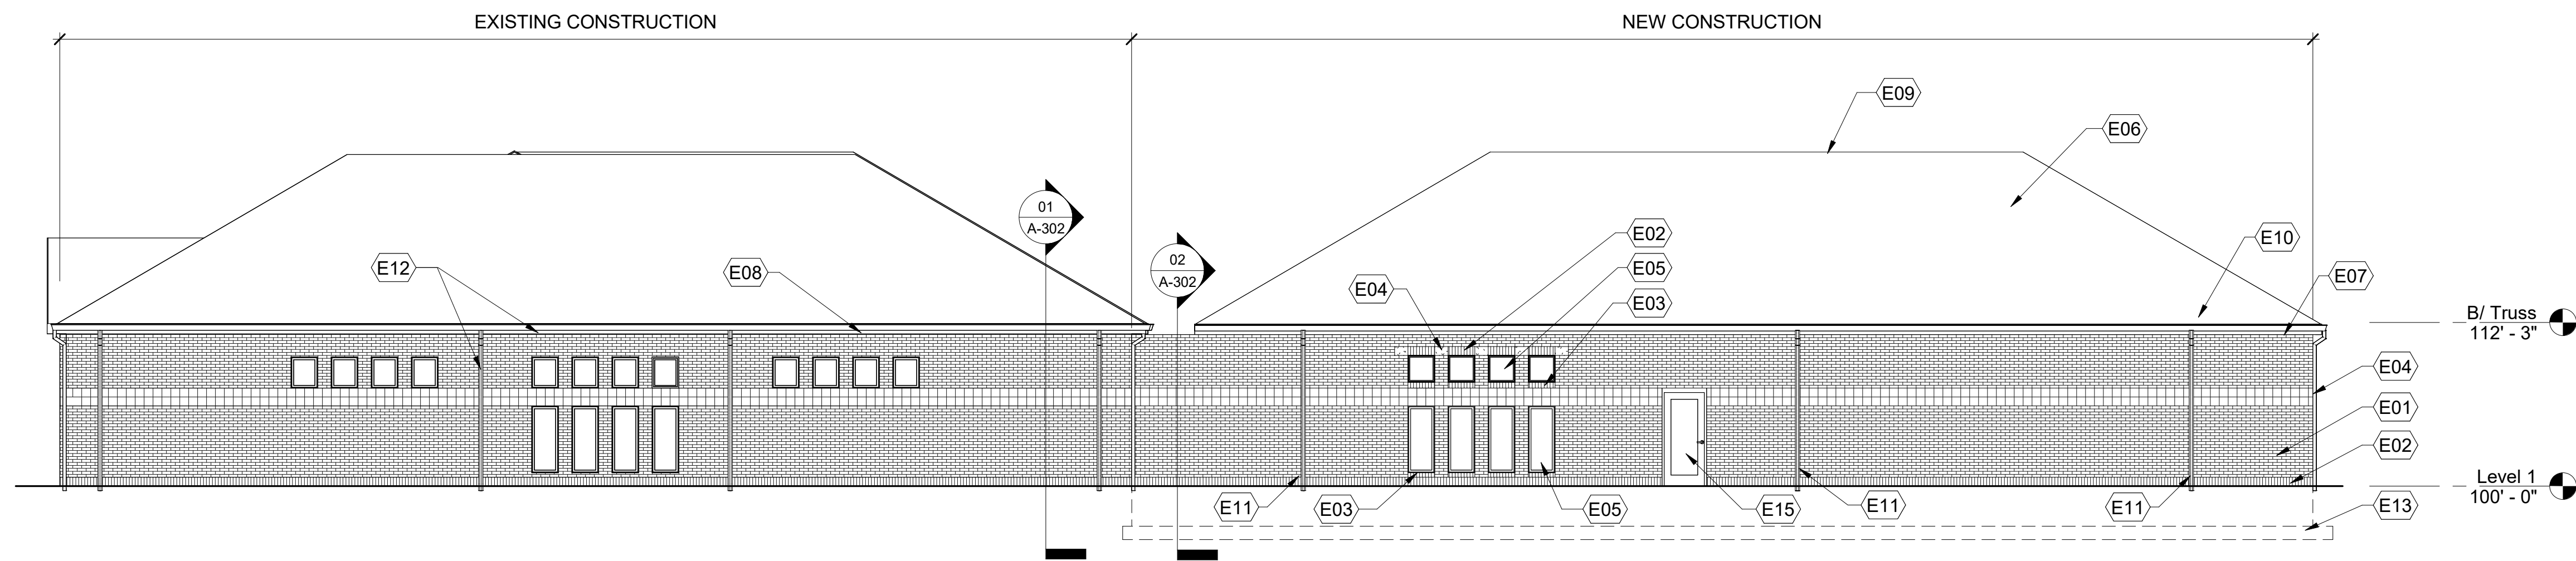 EXISTING CONSTRUCTION
NEW CONSTRUCTION
E09
E06
01
A-302
E02
E10
02
A-302
E12
E08
E05
E07
E04
E03
B/ Truss
112' - 3"
E04
E01
E02
Level 1
100' - 0"
E11
E03
E05
E15
E11
E11
E13